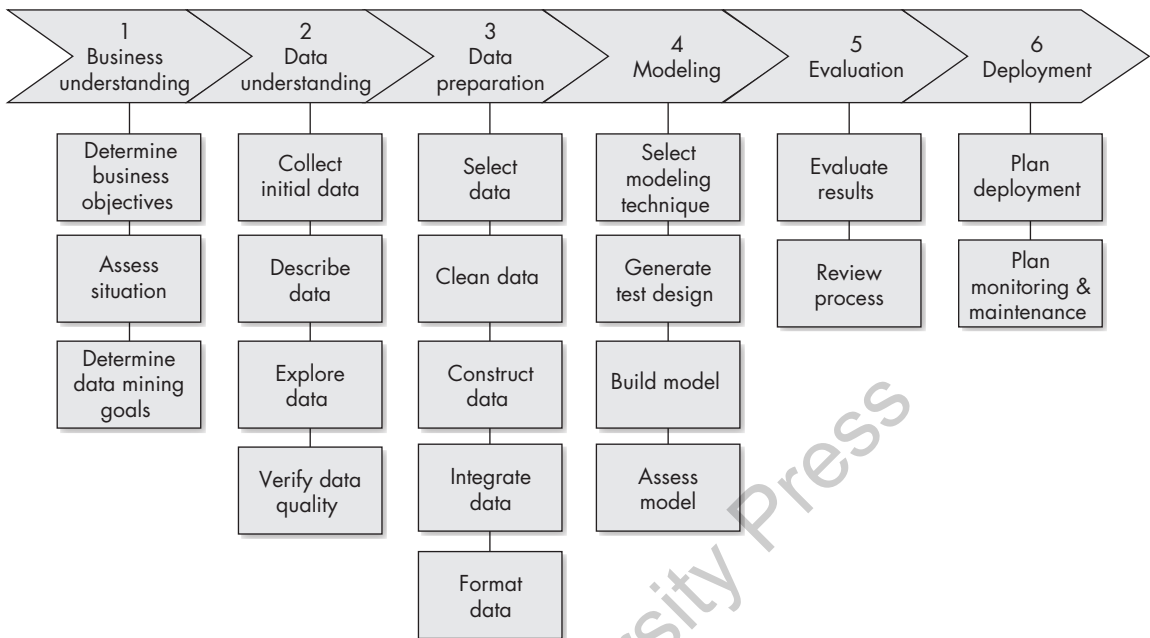 1
Business
understanding
2
Data
understanding
3
Data
preparation
4
Modeling
5
Evaluation
6
Deployment
Determine
business
objectives
Assess
situation
Determine
data mining
goals
Collect
initial data
Describe
data
Explore
data
Verify data
quality
Select
data
Clean data
Construct
data
Integrate
data
Format
data
Select
modeling
technique
Generate
test design
Build model
Assess
model
Evaluate
results
Review
process
Plan
deployment
Plan
monitoring &
maintenance
Press